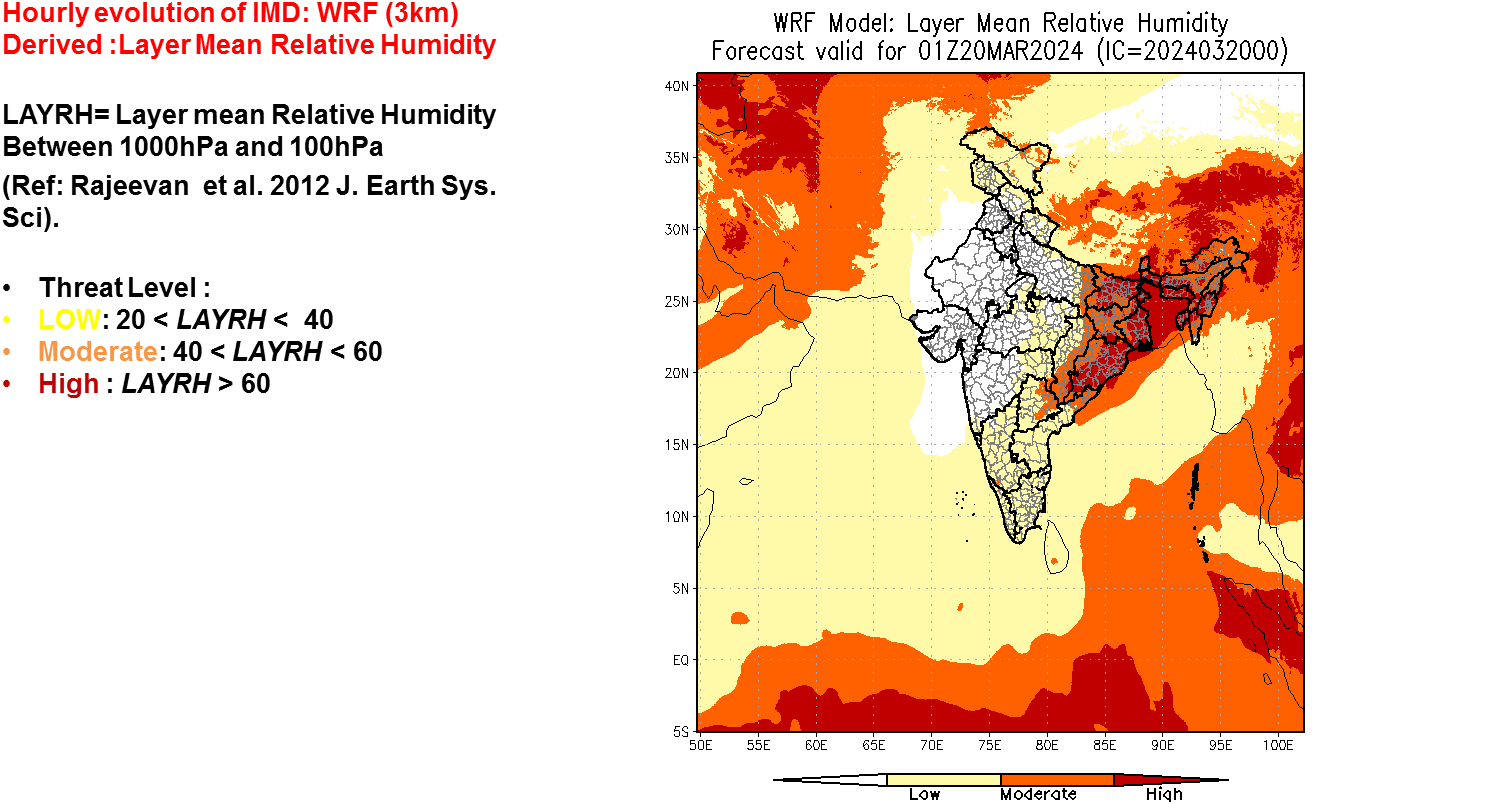 Hourly evolution of IMD: WRF (3km)
Derived :Layer Mean Relative Humidity
LAYRH= Layer mean Relative Humidity
Between 1000hPa and 100hPa
(Ref: Rajeevan et al. 2012 J. Earth Sys.
Sci).
• Threat Level :
• LOW: 20 < LAYRH < 40
• Moderate: 40 < LAYRH < 60
• High : LAYRH > 60
WRF Model: Layer Mean Relative Humidity
Forecast valid for 01Z20MAR2024 (IC=2024032000)
40N
35N
30N
25N
20N
15N
10N
5N
EQ
5S
50E 55E 60E 65E 70E 75E 80E 85E 90E 95E 100E
Low Moderate High